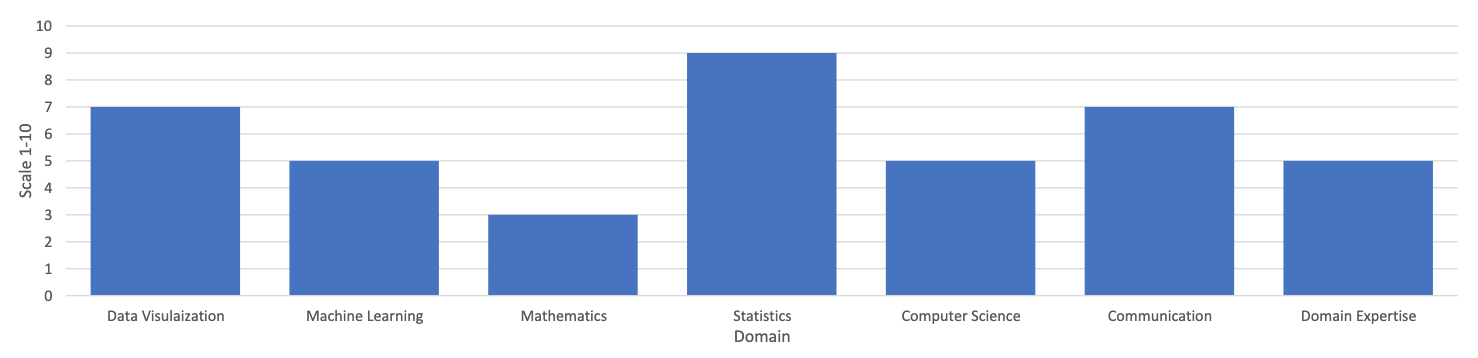 10
9
8
7
6
5
4
3
2
1
0
Scale 1-10
Data Visulaization
Machine Learning
Mathematics
Statistics
Computer Science
Communication
Domain Expertise
Domain